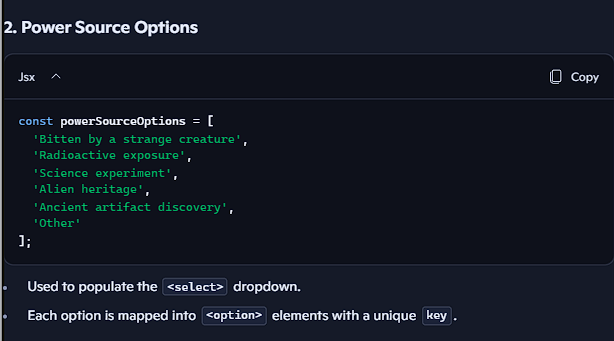 2. Power Source Options
Jsx
Copy
const powerSourceOptions = [
'Bitten by a strange creature',
'Radioactive exposure',
'Science experiment',
'Alien heritage',
'Ancient artifact discovery',
'Other'
];
Used to populate the <select> dropdown.
Each option is mapped into <option> elements with a unique key.